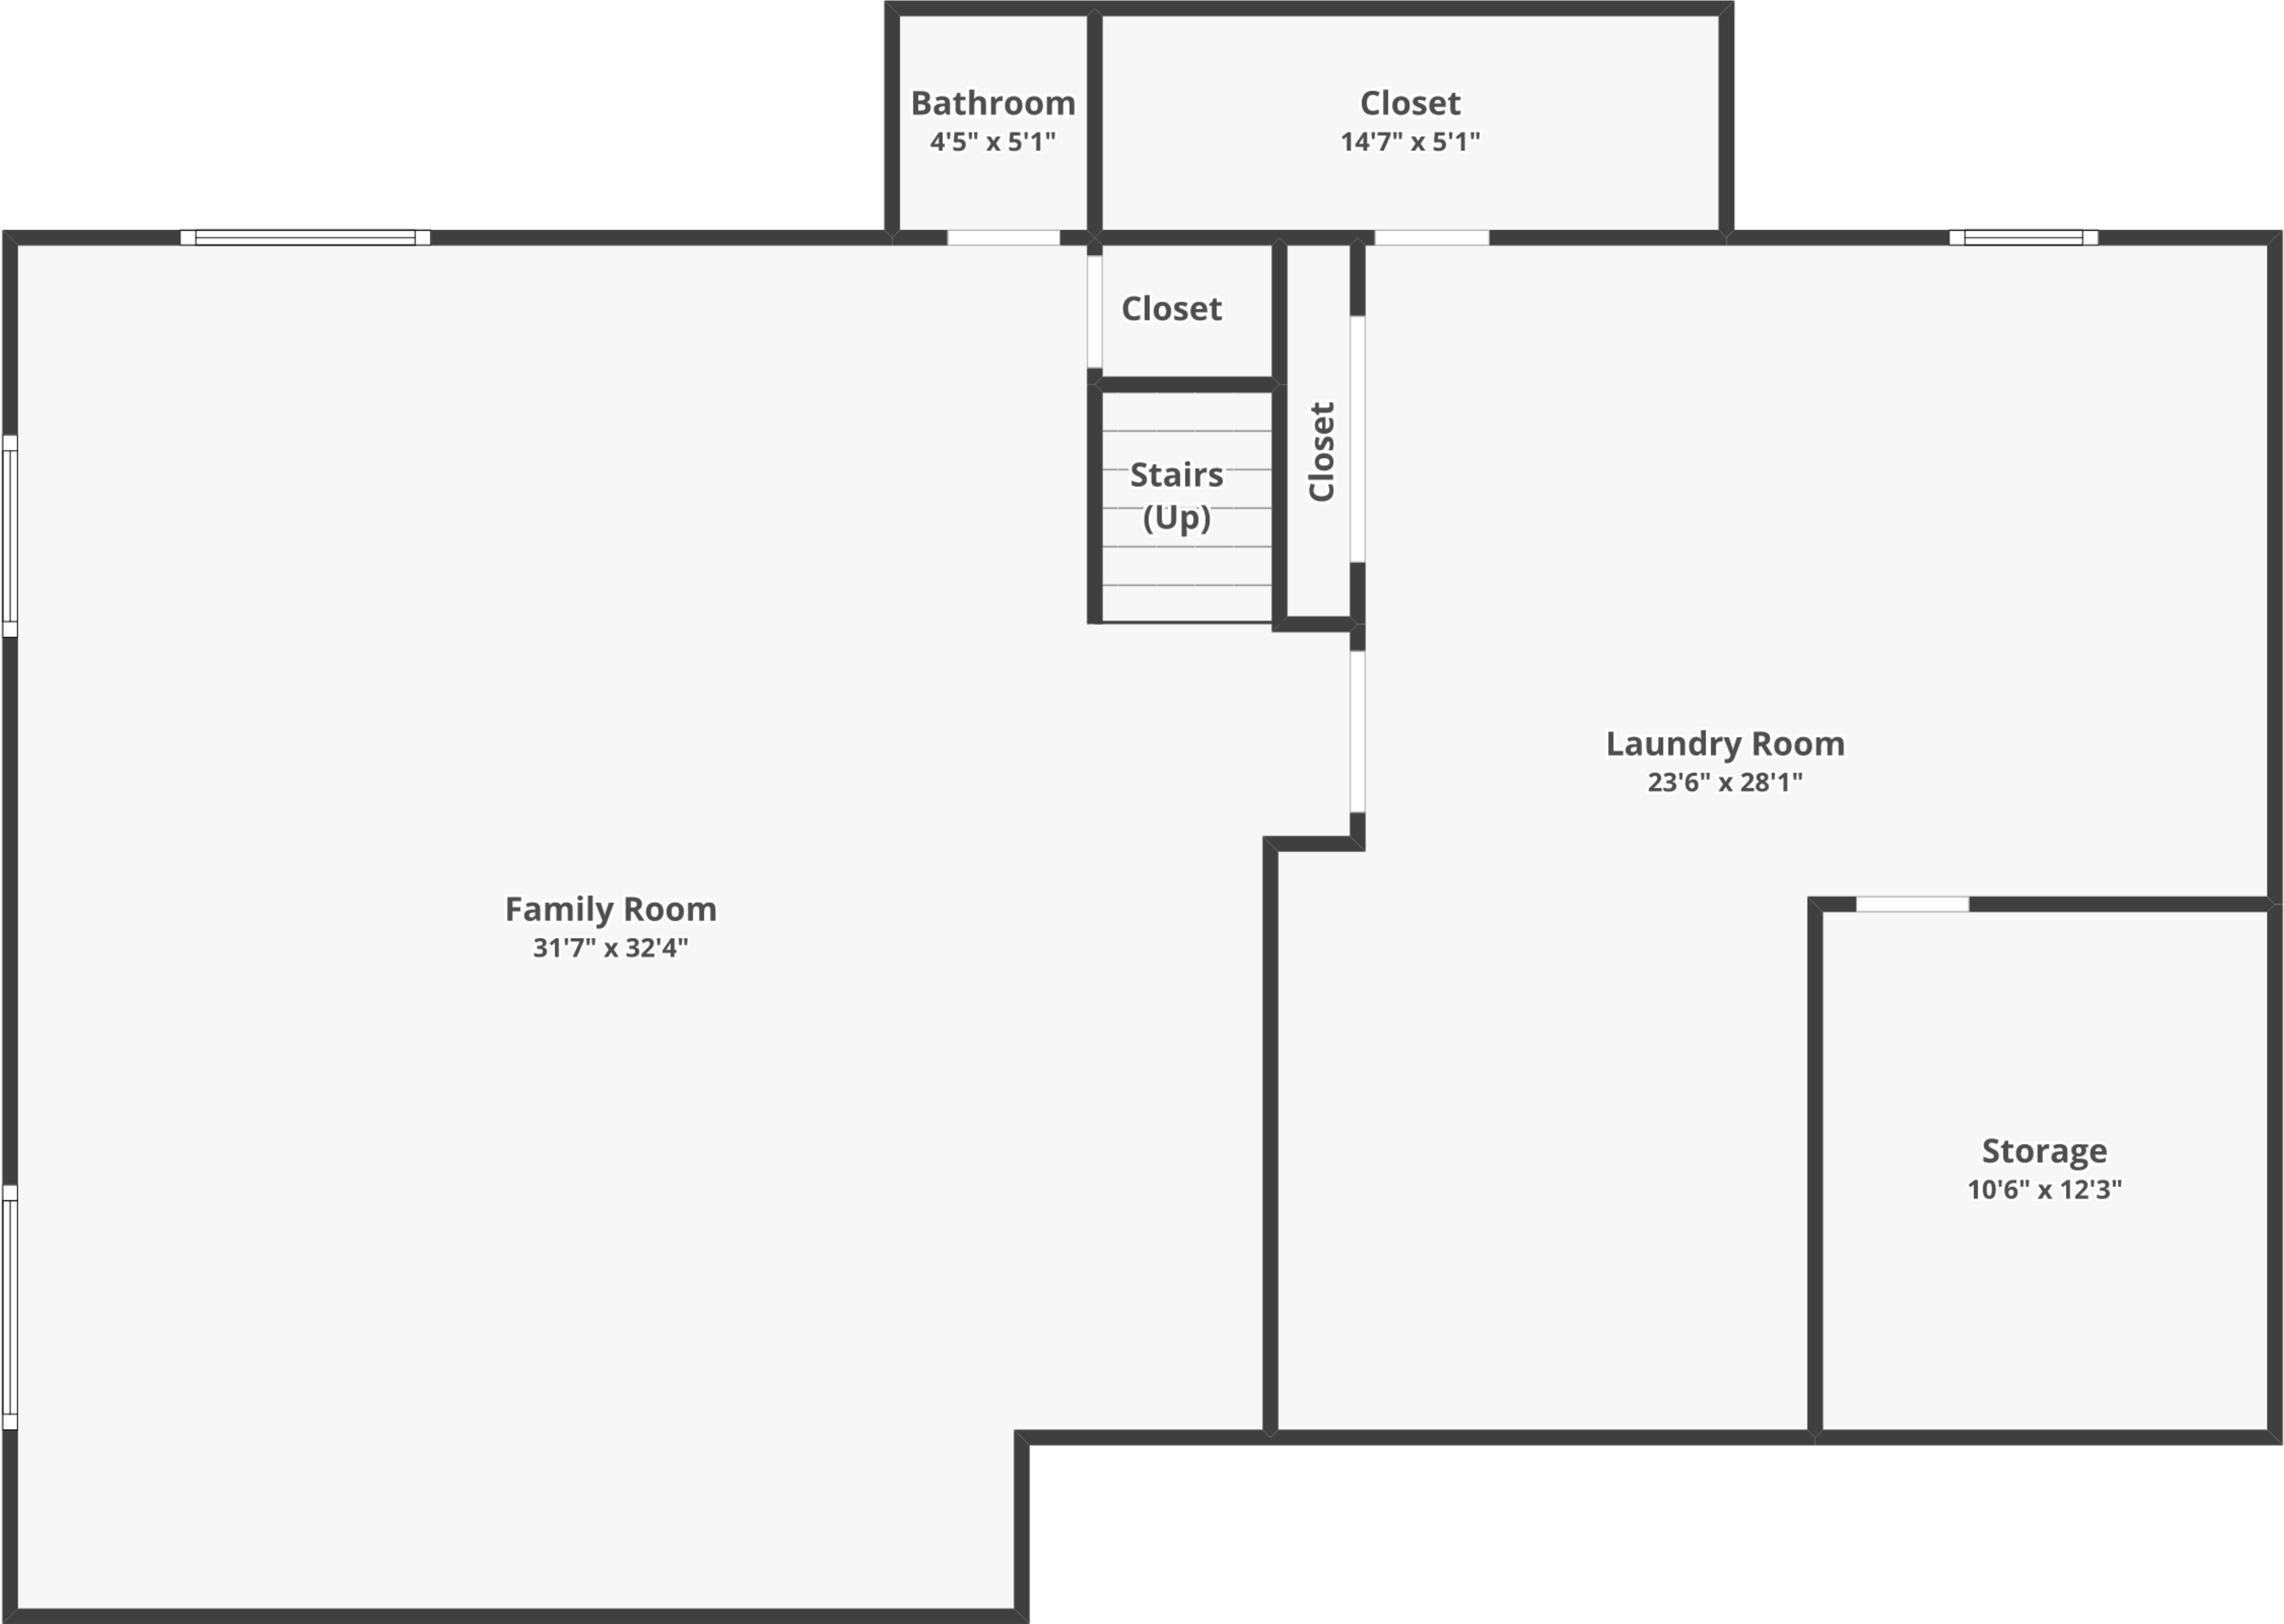 Bathroom
4'5" x 5'1"
Closet
14'7" x 5'1"
Closet
Closet
Stairs
(Up)
Laundry Room
23'6" x 28'1"
Family Room
31'7" x 32'4"
Storage
10'6" x 12'3"